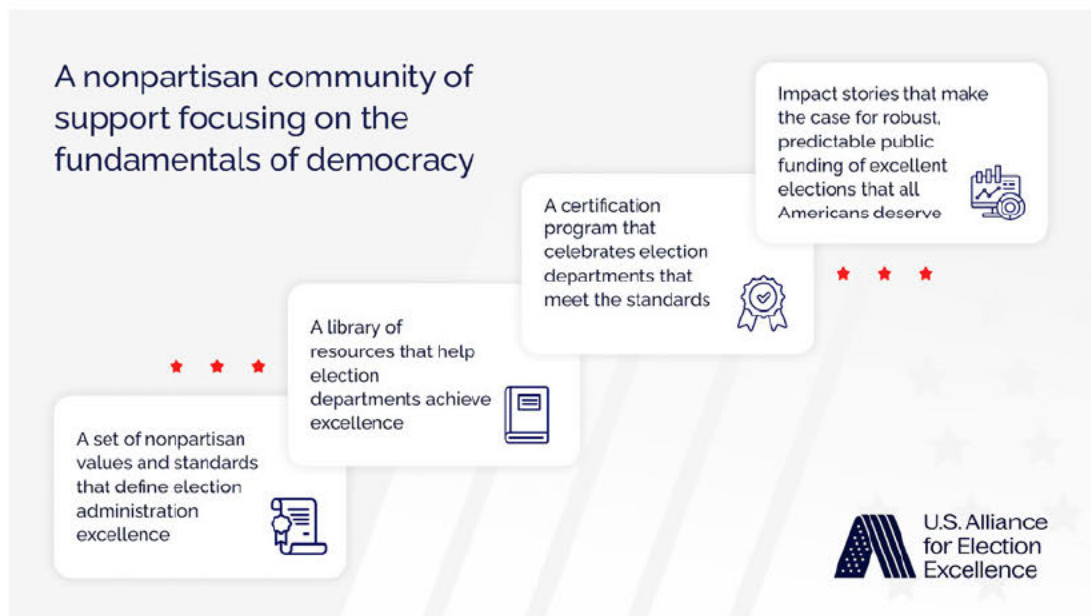 A nonpartisan community of
support focusing on the
fundamentals of democracy
A set of nonpartisan
values and standards
that define election
administration
excellence
A library of
resources that help
election
departments achieve
excellence
A certification
program that
celebrates election
departments that
meet the standards
Impact stories that make
the case for robust,
predictable public
funding of excellent
elections that all
Americans deserve
U.S. Alliance
for Election
Excellence